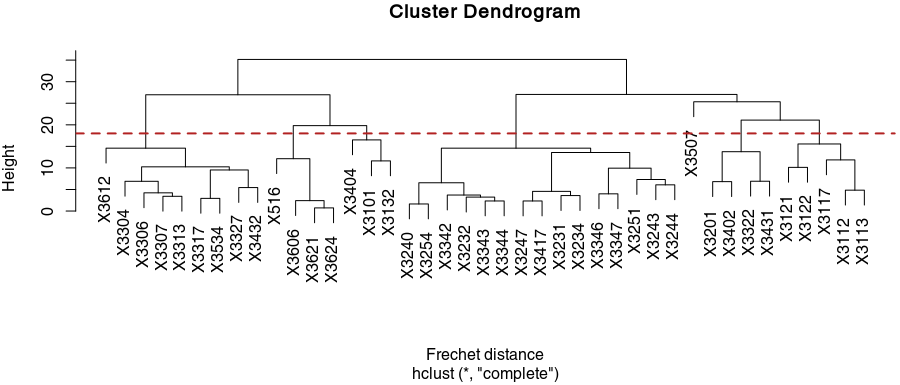 Cluster Dendrogram
Height
0
10
20
30
X3612
X3304
X3306
X3307
X3313
X3317
X3534
X3327
X3432
X516
X3606
X3621
X3624
X3404
X3101
X3132
X3240
X3254
X3342
X3232
X3343
X3344
X3247
X3417
X3231
X3234
X3346
X3347
X3251
X3243
X3244
X3507
X3201
X3402
X3322
X3431
X3121
X3122
X3117
X3112
X3113
Frechet distance
hclust (*, "complete")